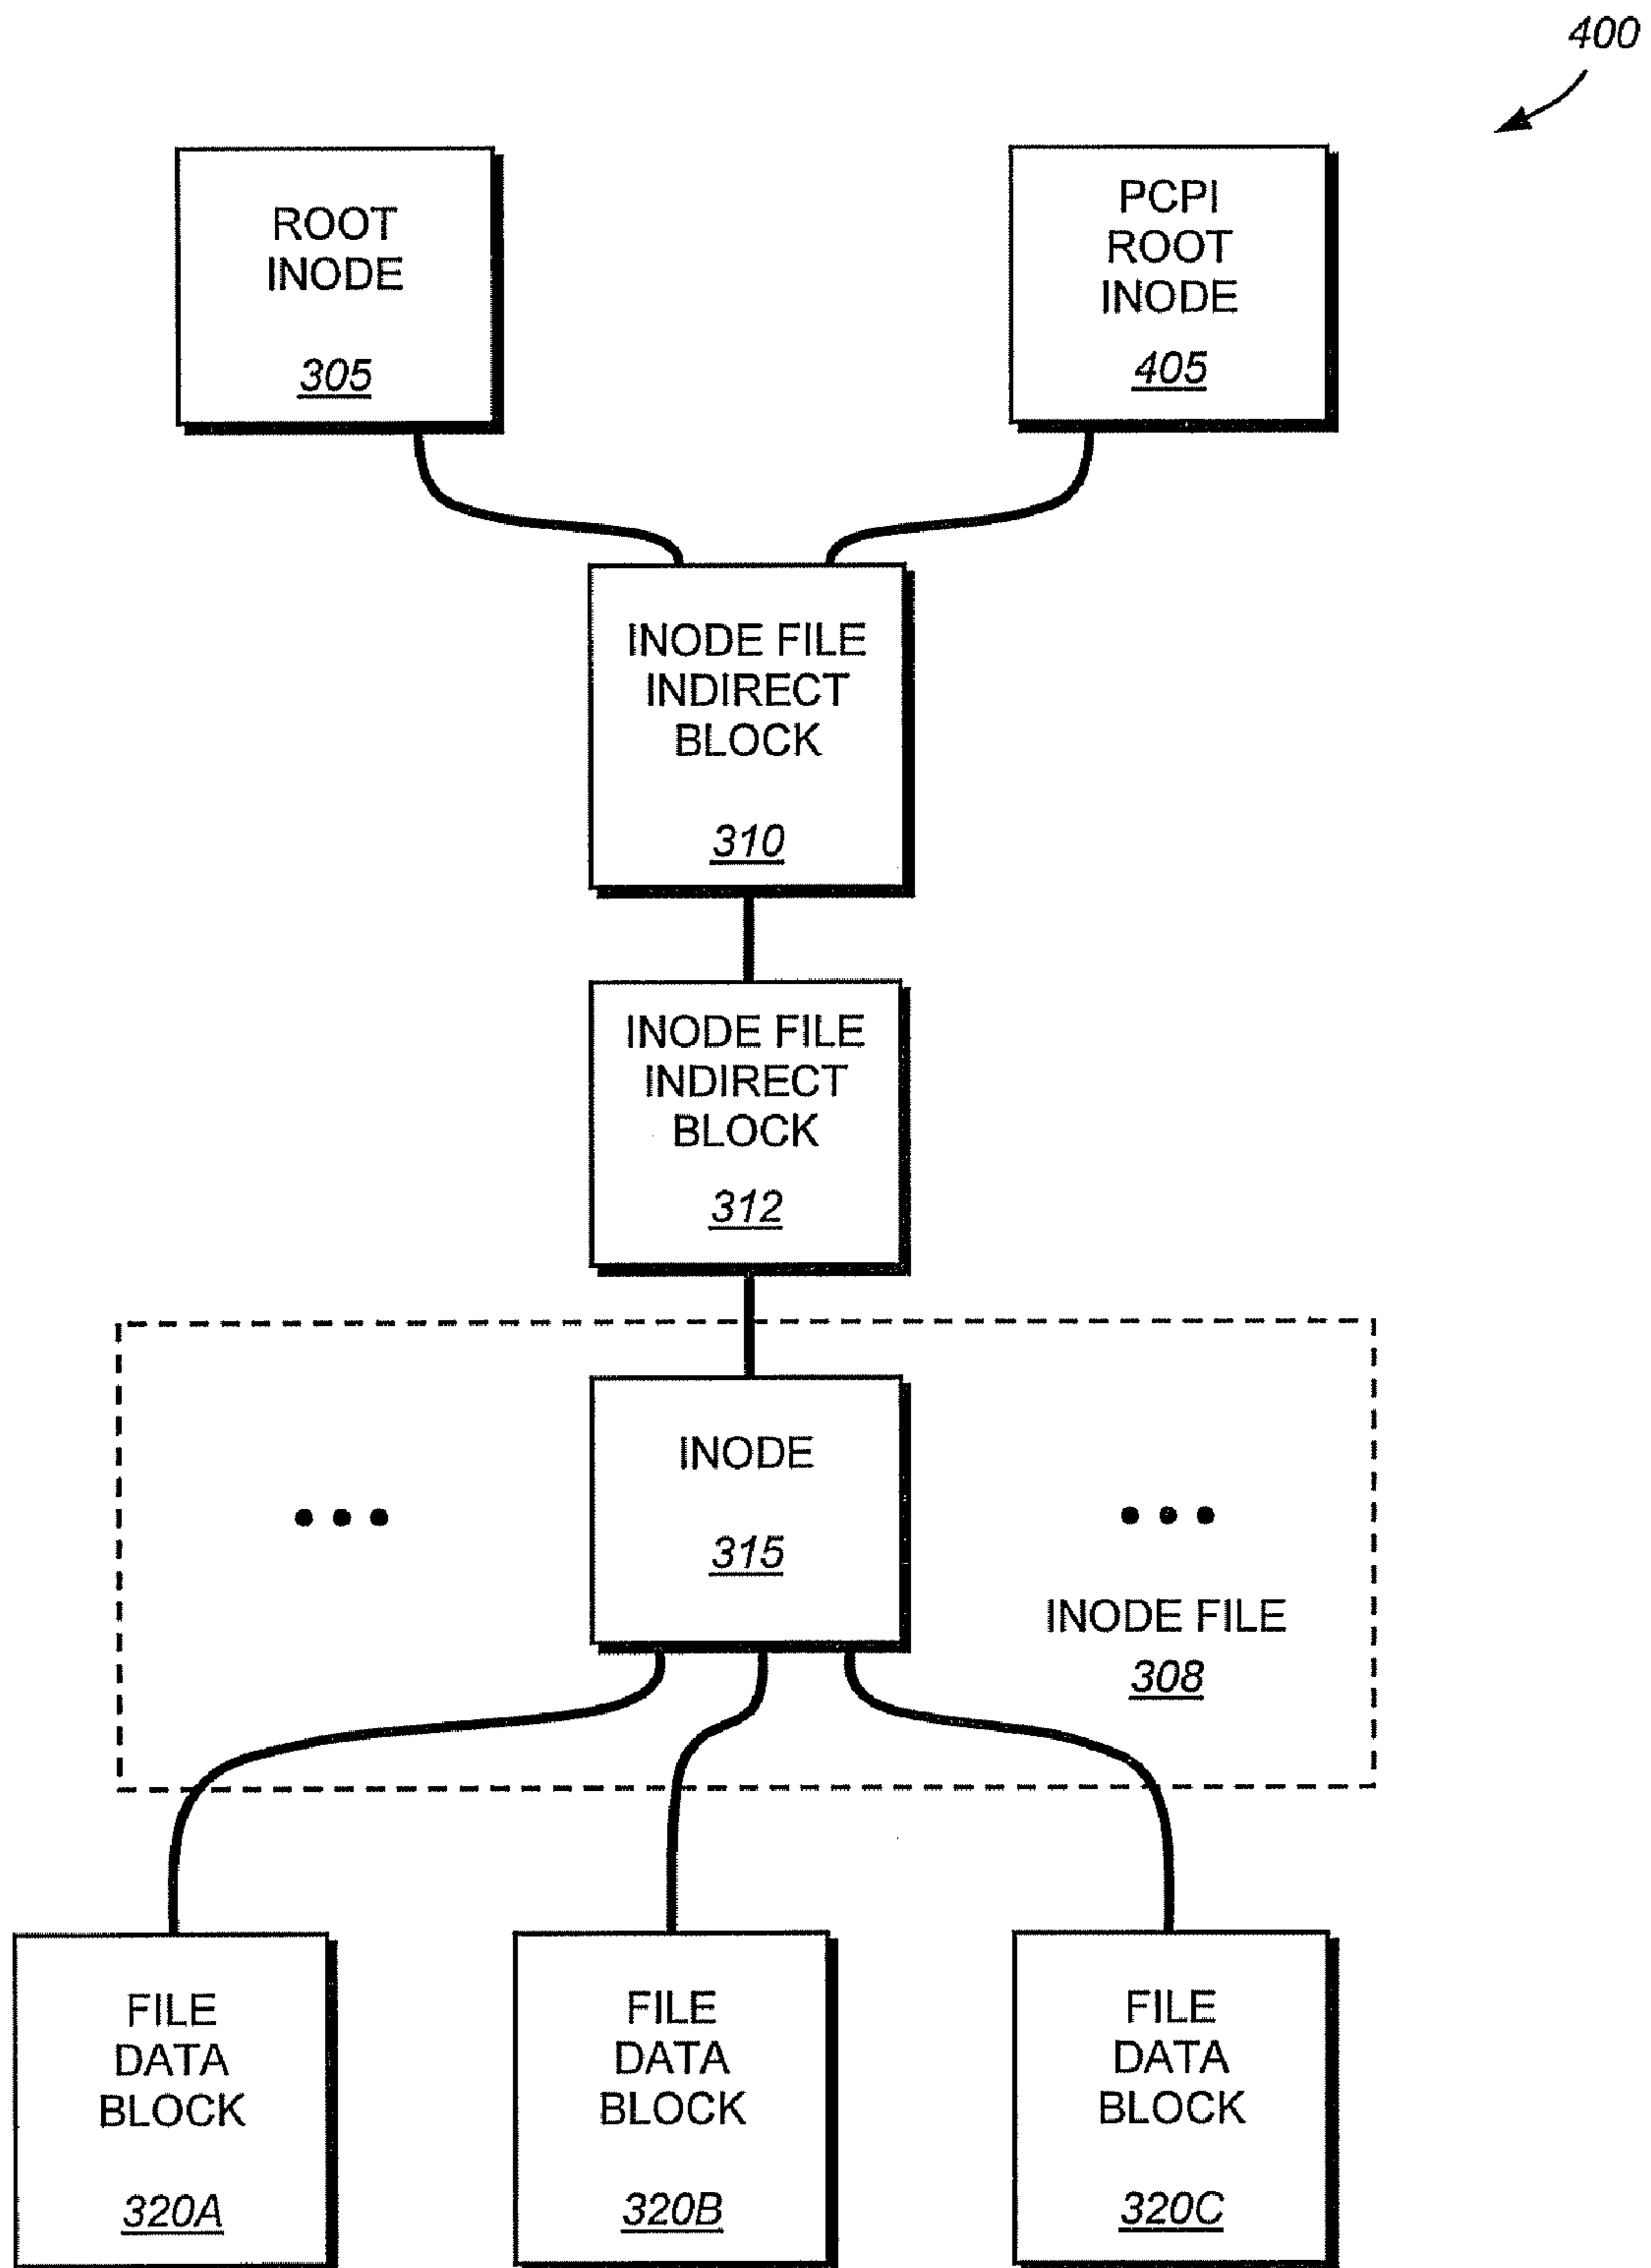 400
ROOT
INODE
305
PCPI
ROOT
INODE
405
INODE FILE
INDIRECT
BLOCK
310
INODE FILE
INDIRECT
BLOCK
312
INODE
315
INODE FILE
308
FILE
DATA
BLOCK
320A
FILE
DATA
BLOCK
320B
FILE
DATA
BLOCK
320C